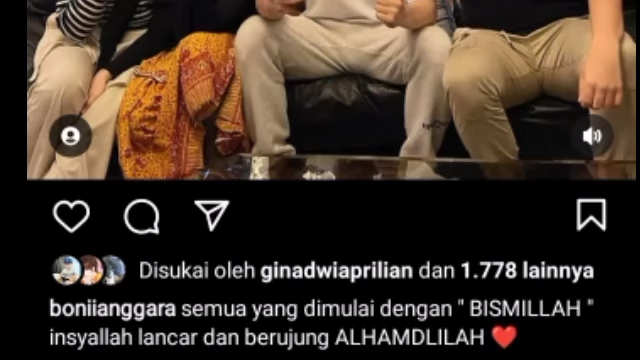 Disukai oleh ginadwiaprilian dan 1.778 lainnya
boniianggara semua yang dimulai dengan " BISMILLAH "
insyallah lancar dan berujung ALHAMDLILAH ❤️